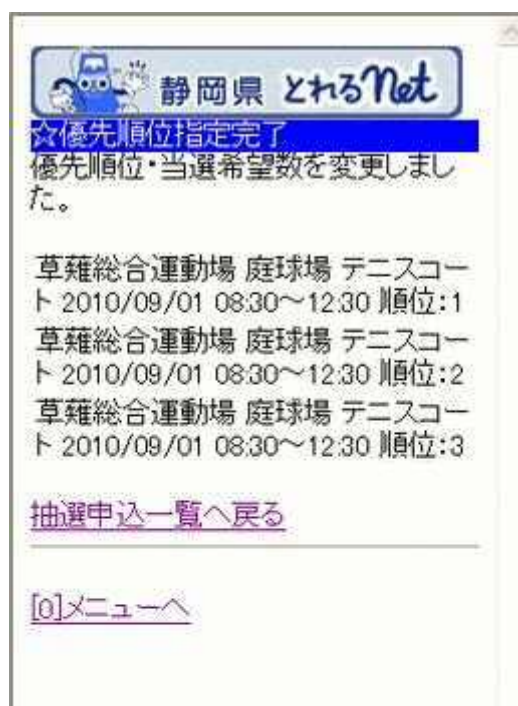 静岡県 とれるNet
☆優先順位指定完了
優先順位・当選希望数を変更しまし
た。
草薙総合運動場 庭球場 テニスコー
ト 2010/09/01 08:30～12:30 順位:1
草薙総合運動場 庭球場 テニスコー
ト 2010/09/01 08:30～12:30 順位:2
草薙総合運動場 庭球場 テニスコー
ト 2010/09/01 08:30～12:30 順位:3
抽選申込一覧へ戻る
[0]メニューへ